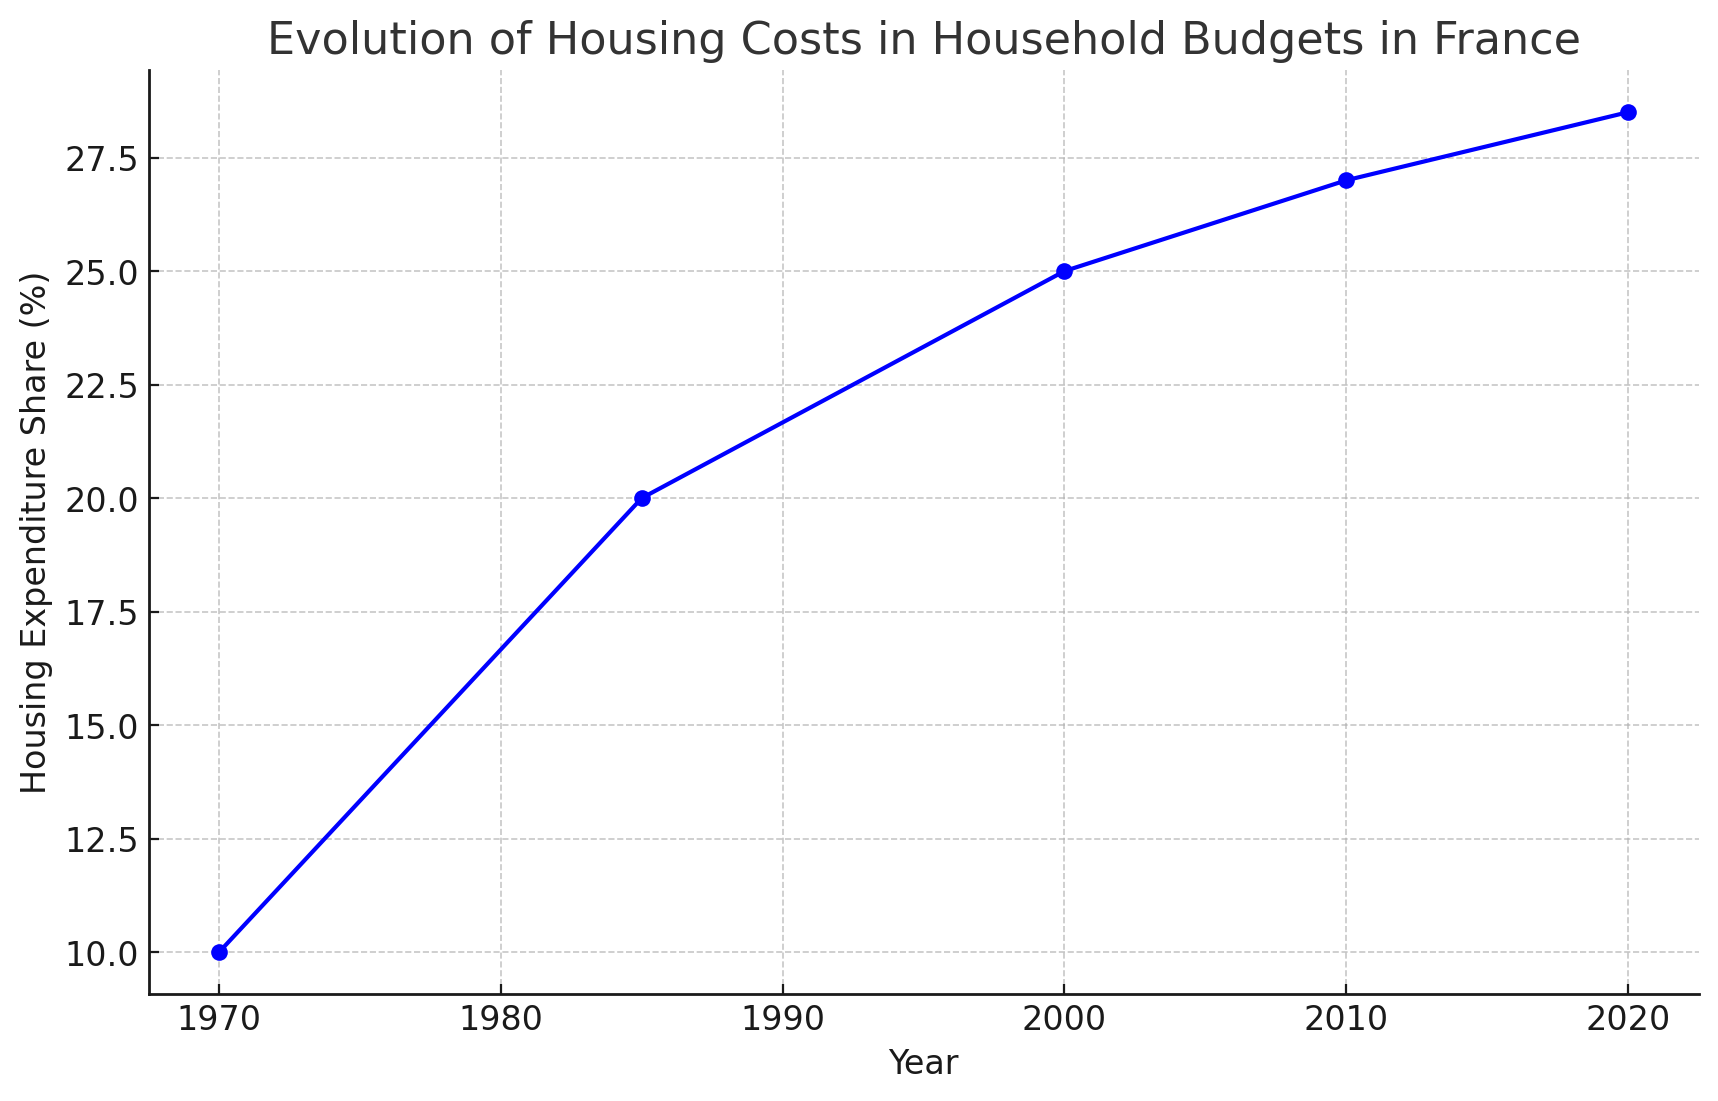 Evolution of Housing Costs in Household Budgets in France
Housing Expenditure Share (%)
27.5
25.0
22.5
20.0
17.5
15.0
12.5
10.0
1970 1980 1990 2000 2010 2020
Year